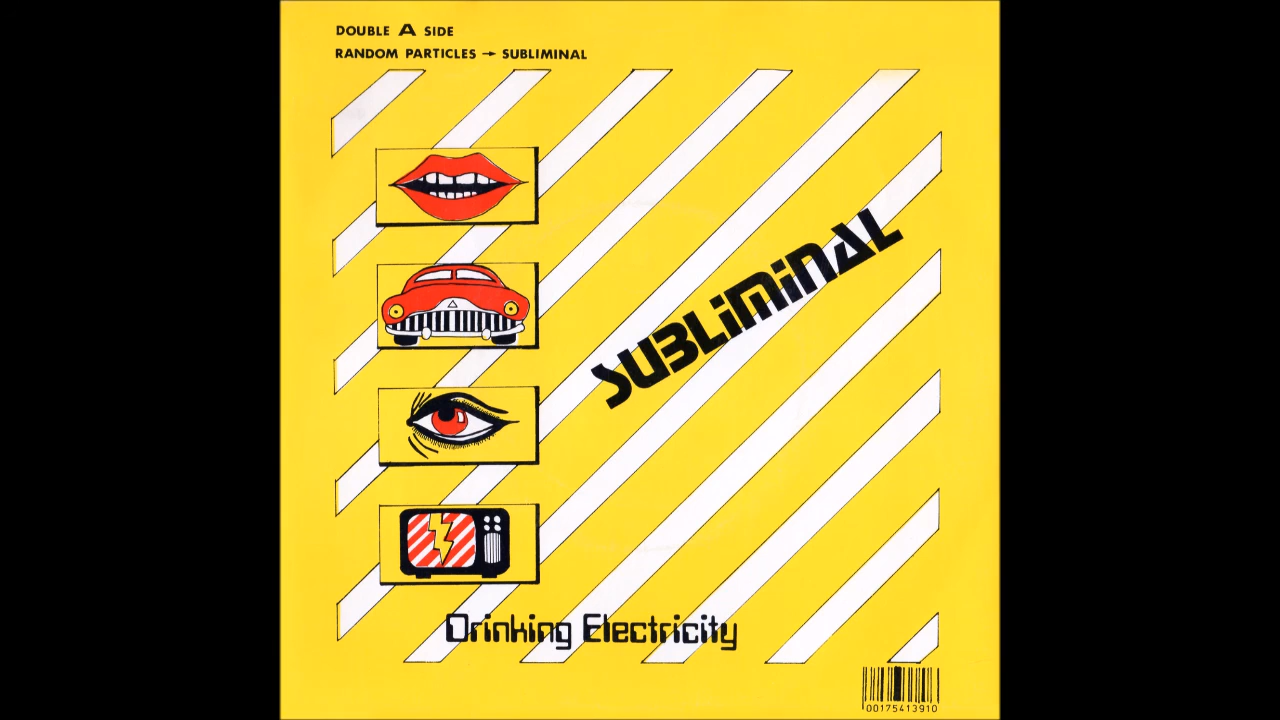 DOUBLE A SIDE
RANDOM PARTICLES → SUBLIMINAL
SUBLIMINAL
Drinking Electricity
00175413910